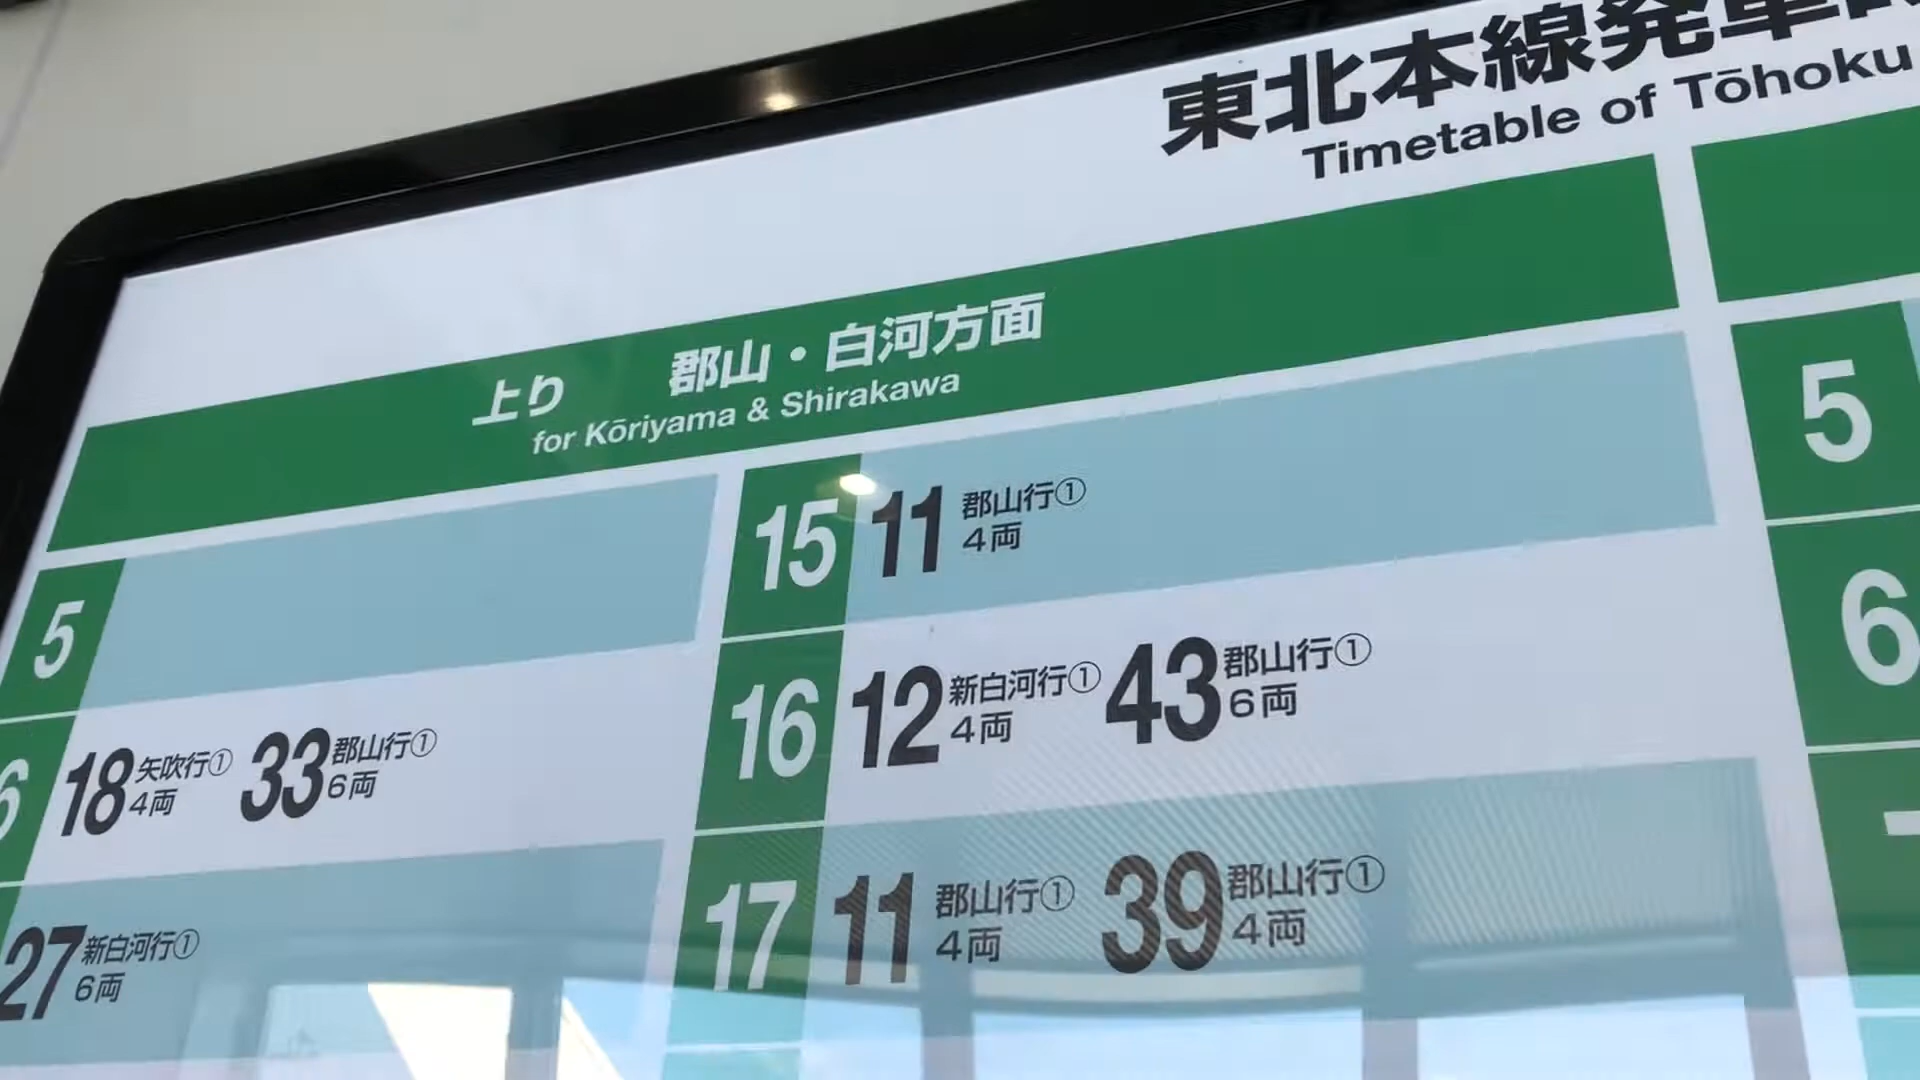 東北本線発車
Timetable of Tōhoku
上り 郡山・白河方面
for Kōriyama & Shirakawa
5
6 18 矢吹行① 4両 33 郡山行① 6両
27 新白河行① 6両
15 11 郡山行① 4両
16 12 新白河行① 4両 43 郡山行① 6両
17 11 郡山行① 4両 39 郡山行① 4両
5
6